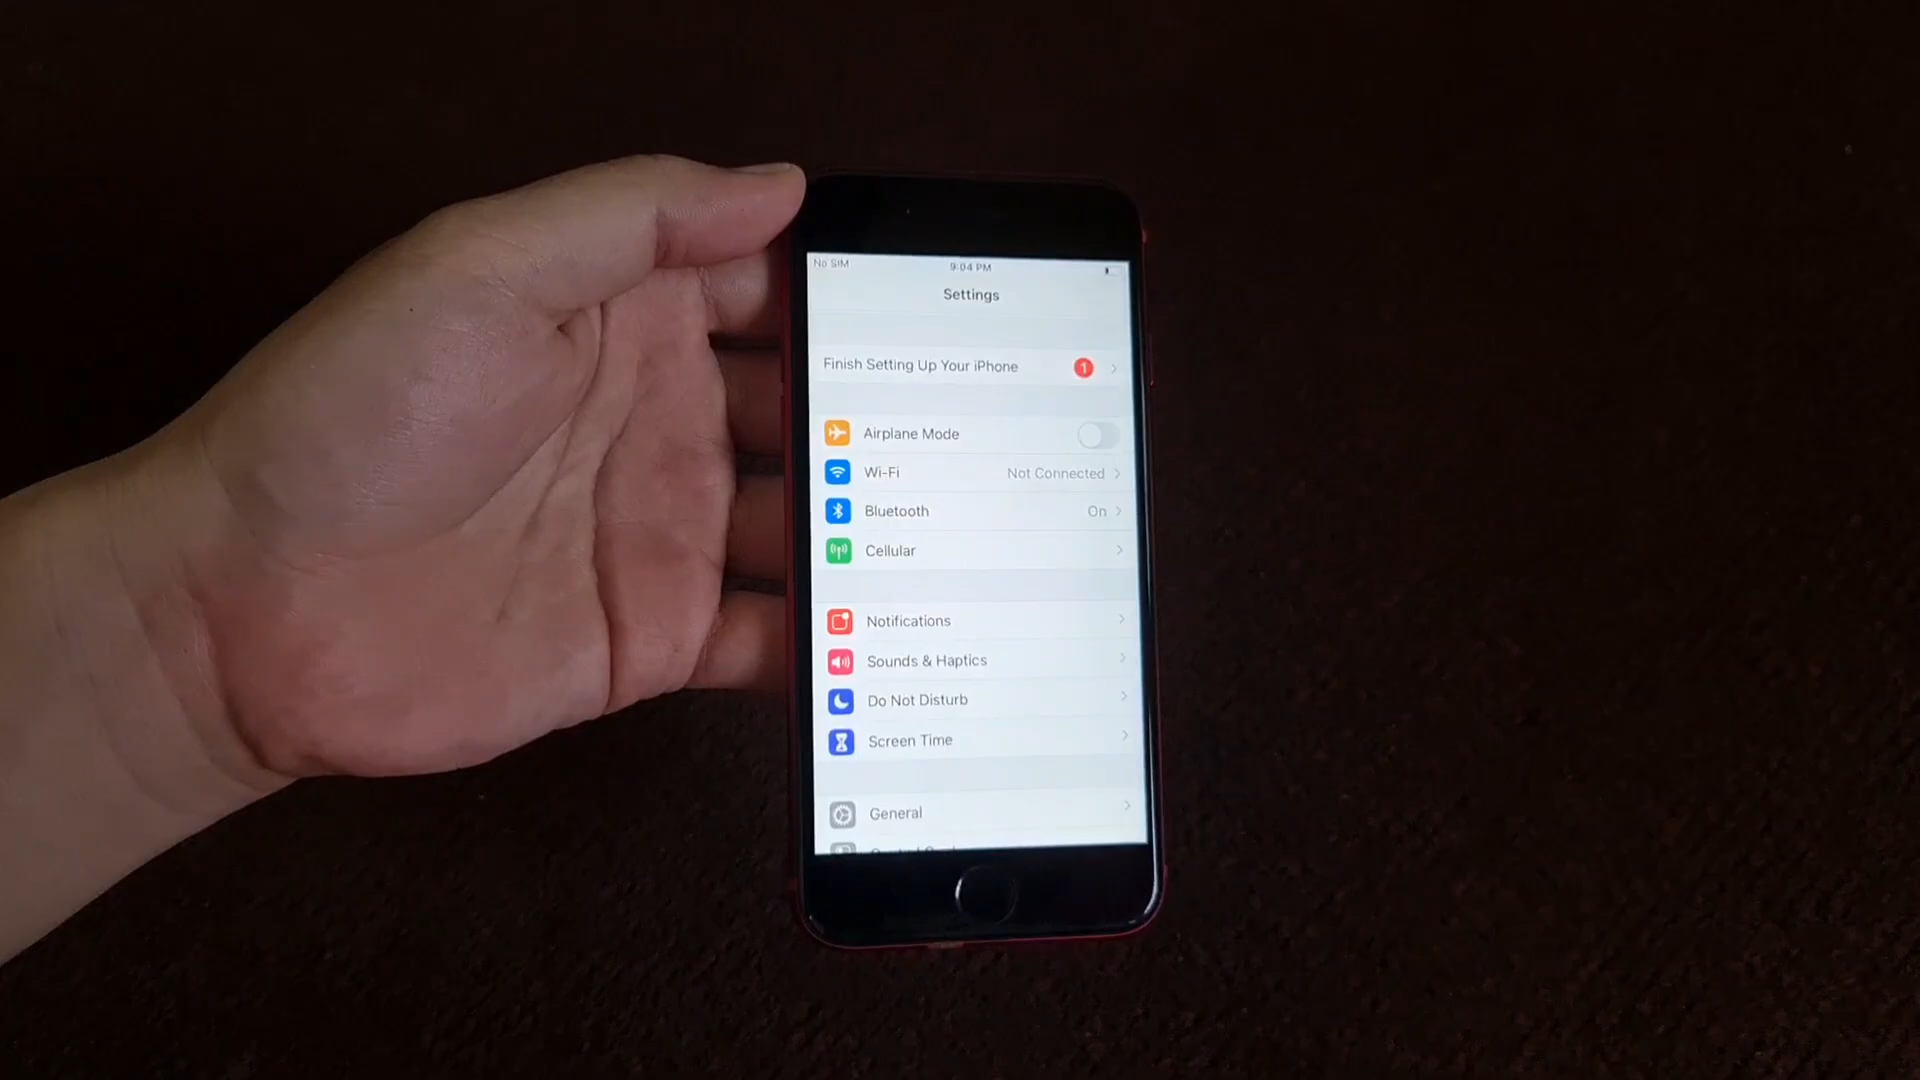 No SIM 9:04 PM
Settings
Finish Setting Up Your iPhone 1
Airplane Mode
Wi-Fi Not Connected
Bluetooth On
Cellular
Notifications
Sounds & Haptics
Do Not Disturb
Screen Time
General